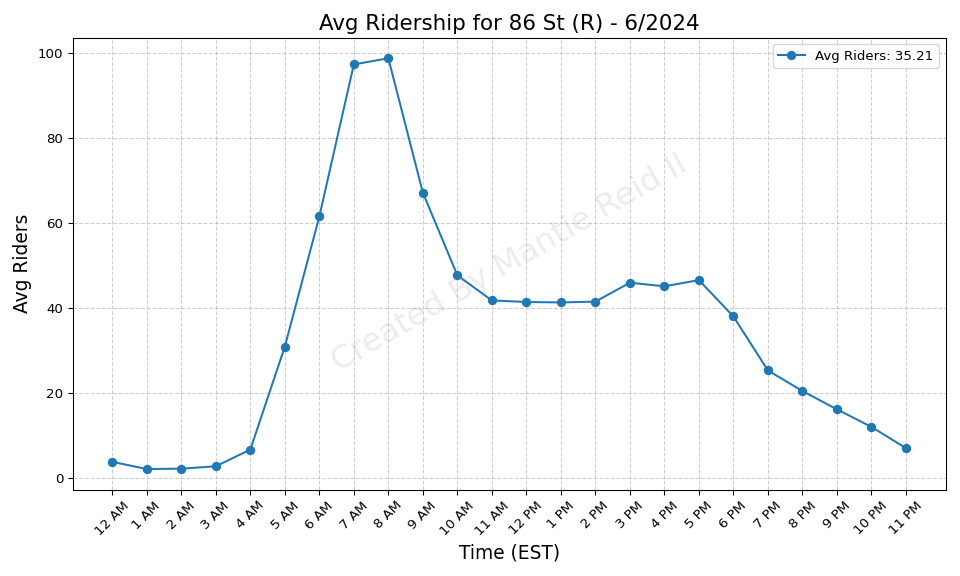 Avg Ridership for 86 St (R) - 6/2024
Avg Riders: 35.21
100
80
60
40
20
0
Avg Riders
Created By Mantle Reid II
12 AM
1 AM
2 AM
3 AM
4 AM
5 AM
6 AM
7 AM
8 AM
9 AM
10 AM
11 AM
12 PM
1 PM
2 PM
3 PM
4 PM
5 PM
6 PM
7 PM
8 PM
9 PM
10 PM
11 PM
Time (EST)